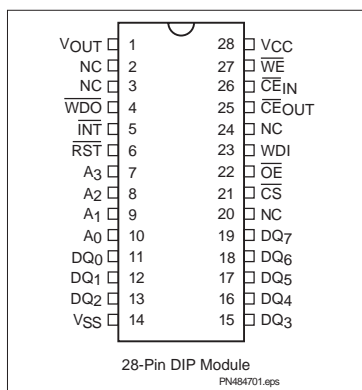 VOUT 1 28 VCC
NC 2 27 WE
NC 3 26 CEIN
WDO 4 25 CEOUT
INT 5 24 NC
RST 6 23 WDI
A3 7 22 OE
A2 8 21 CS
A1 9 20 NC
A0 10 19 DQ7
DQ0 11 18 DQ6
DQ1 12 17 DQ5
DQ2 13 16 DQ4
VSS 14 15 DQ3
28-Pin DIP Module
PN484701.eps